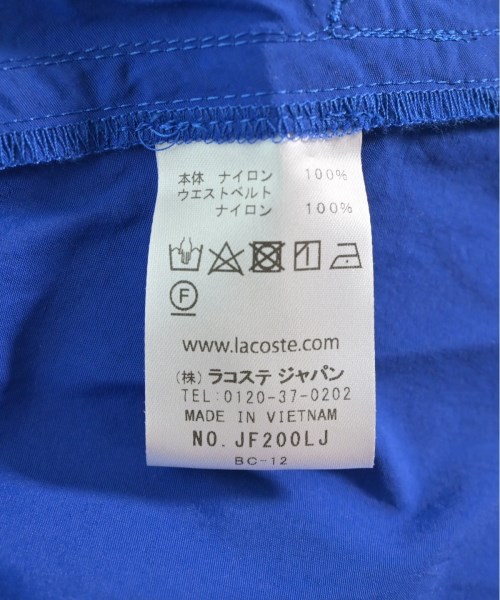 本体 ナイロン 100%
ウエストベルト
ナイロン 100%
F
www.lacoste.com
(株) ラコステ ジャパン
TEL:0120-37-0202
MADE IN VIETNAM
NO. JF200LJ
BC-12